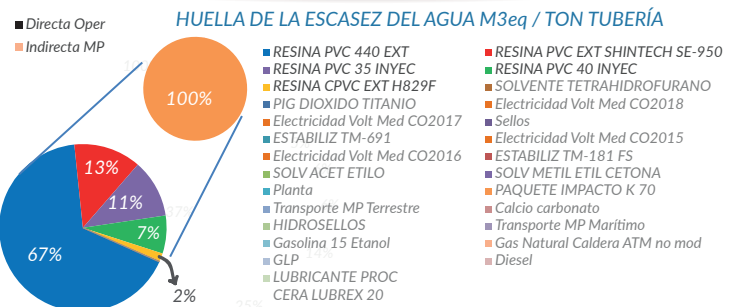 HUELLA DE LA ESCASEZ DEL AGUA M3eq / TON TUBERÍA
Directa Oper
Indirecta MP
100%
67%
13%
11%
7%
2%
RESINA PVC 440 EXT
RESINA PVC 35 INYEC
RESINA CPVC EXT H829F
PIG DIOXIDO TITANIO
Electricidad Volt Med CO2017
ESTABILIZ TM-691
Electricidad Volt Med CO2016
SOLV ACET ETILO
Planta
Transporte MP Terrestre
HIDROSELLOS
Gasolina 15 Etanol
GLP
LUBRICANTE PROC
CERA LUBREX 20
RESINA PVC EXT SHINTECH SE-950
RESINA PVC 40 INYEC
SOLVENTE TETRAHIDROFURANO
Electricidad Volt Med CO2018
Sellos
Electricidad Volt Med CO2015
ESTABILIZ TM-181 FS
SOLV METIL ETIL CETONA
PAQUETE IMPACTO K 70
Calcio carbonato
Transporte MP Marítimo
Gas Natural Caldera ATM no mod
Diesel
37%
14%
25%